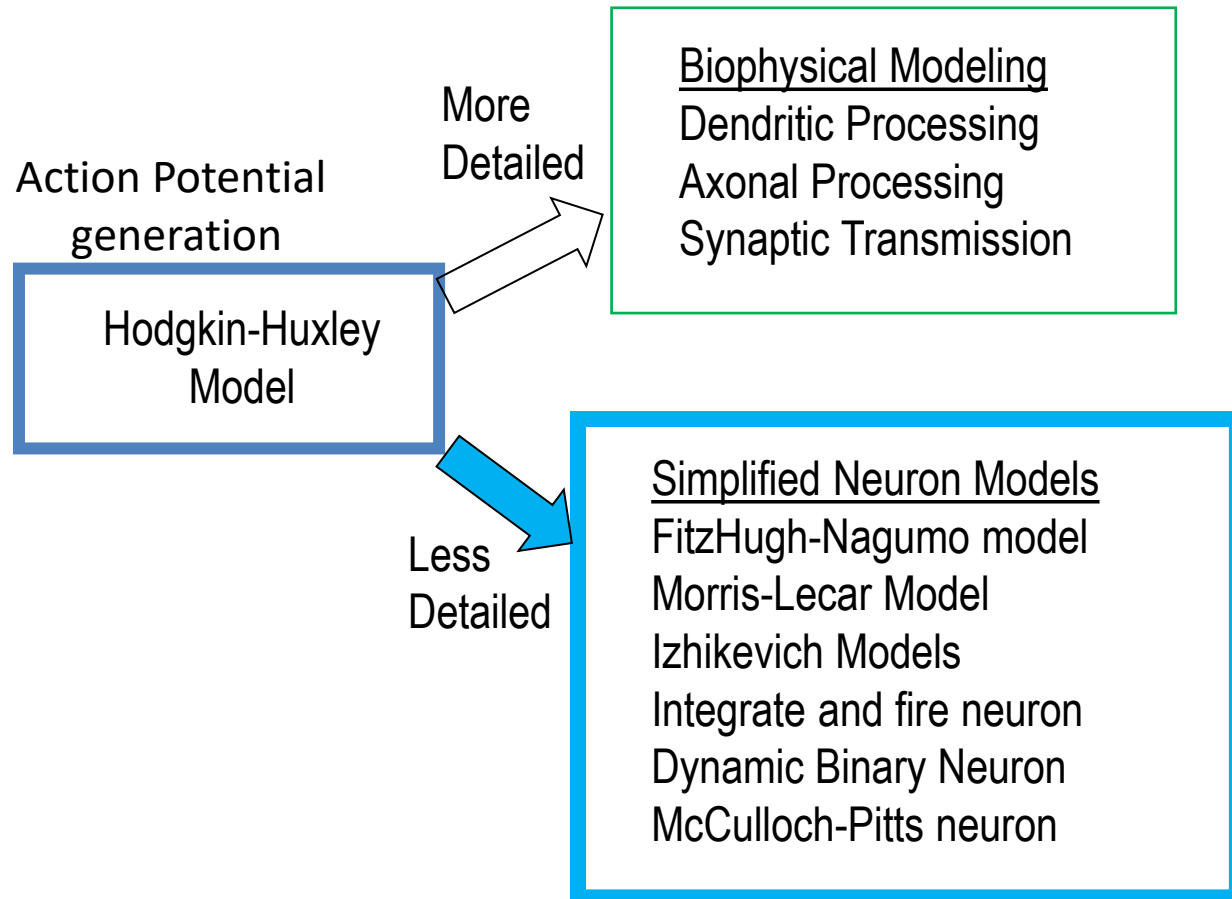 Action Potential
generation
Hodgkin-Huxley
Model
More
Detailed
Biophysical Modeling
Dendritic Processing
Axonal Processing
Synaptic Transmission
Less
Detailed
Simplified Neuron Models
FitzHugh-Nagumo model
Morris-Lecar Model
Izhikevich Models
Integrate and fire neuron
Dynamic Binary Neuron
McCulloch-Pitts neuron